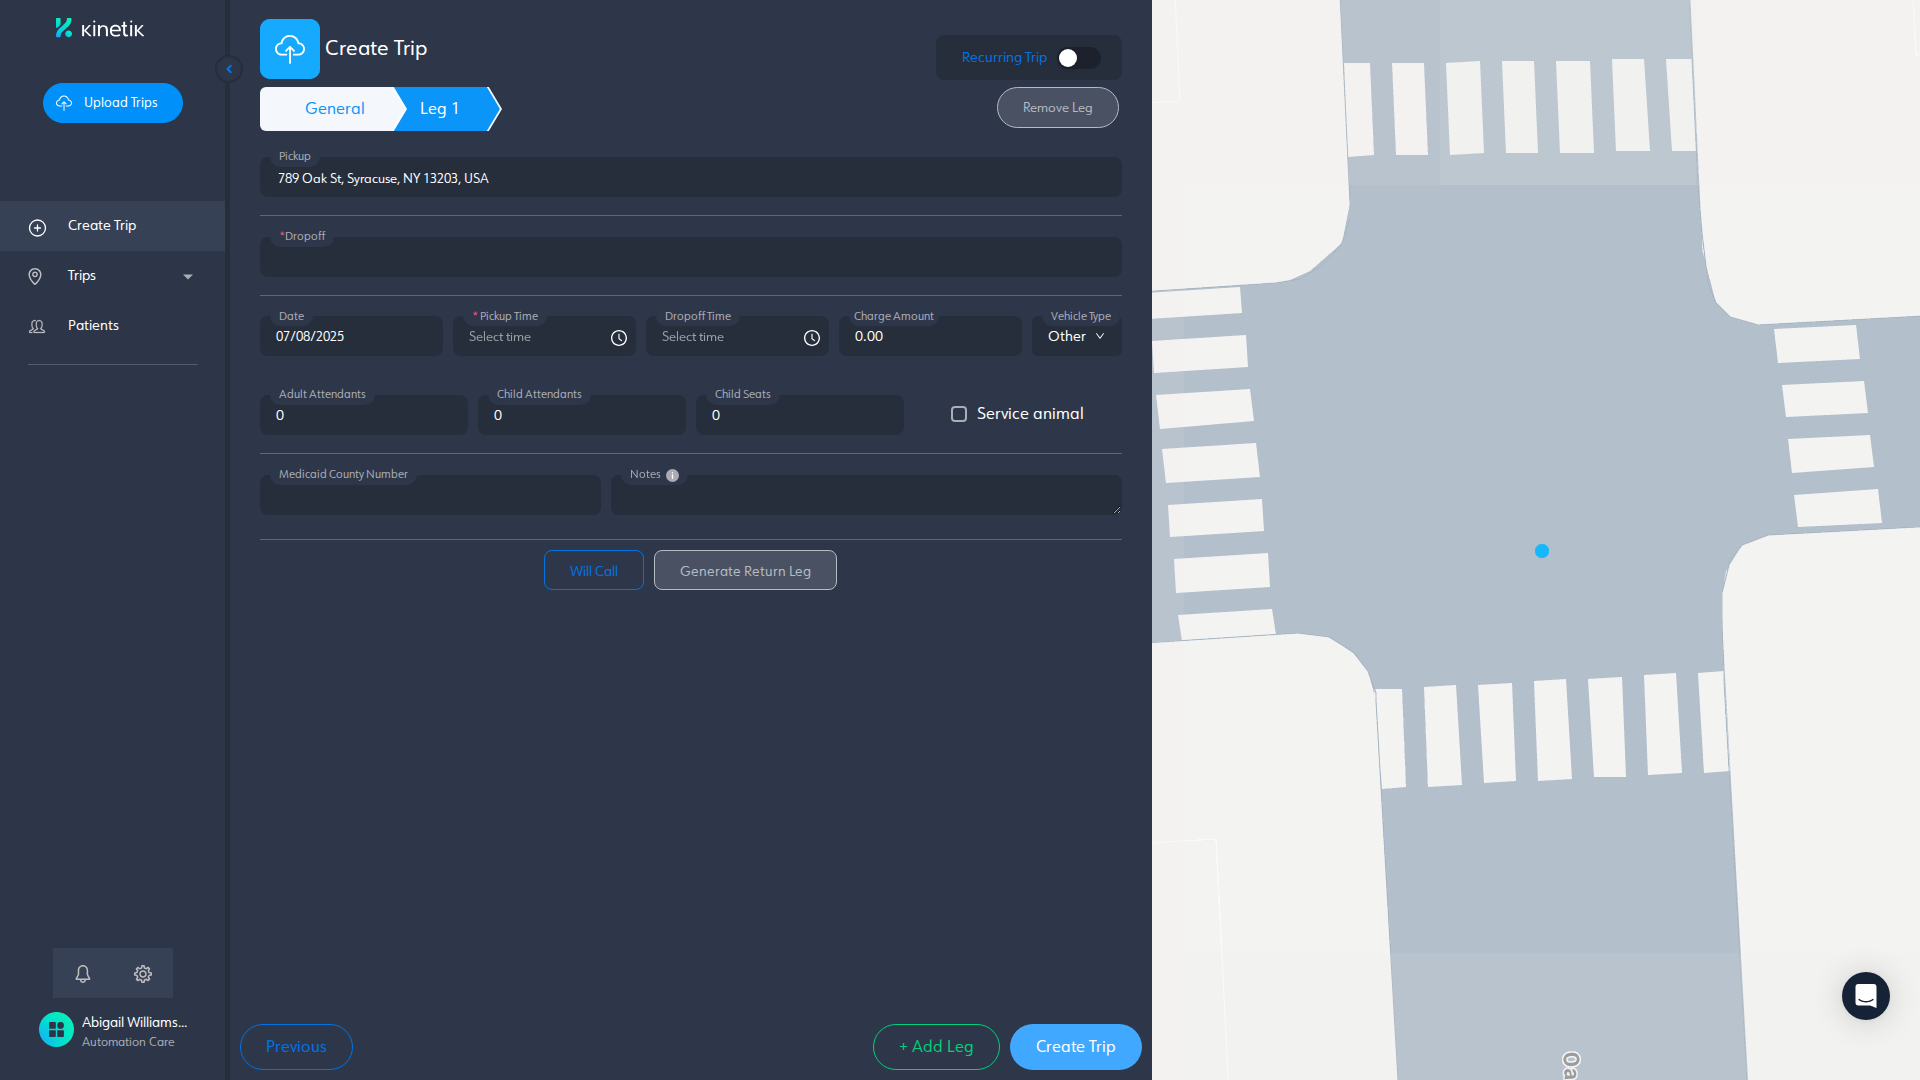 kinetik
Upload Trips
Create Trip
Trips
Patients
Abigail Williams...
Automation Care
Create Trip
Recurring Trip
General
Leg 1
Remove Leg
Pickup
789 Oak St, Syracuse, NY 13203, USA
*Dropoff
Date
07/08/2025
* Pickup Time
Select time
Dropoff Time
Select time
Charge Amount
0.00
Vehicle Type
Other
Adult Attendants
0
Child Attendants
0
Child Seats
0
Service animal
Medicaid County Number
Notes
Will Call
Generate Return Leg
Previous
+ Add Leg
Create Trip
Oa